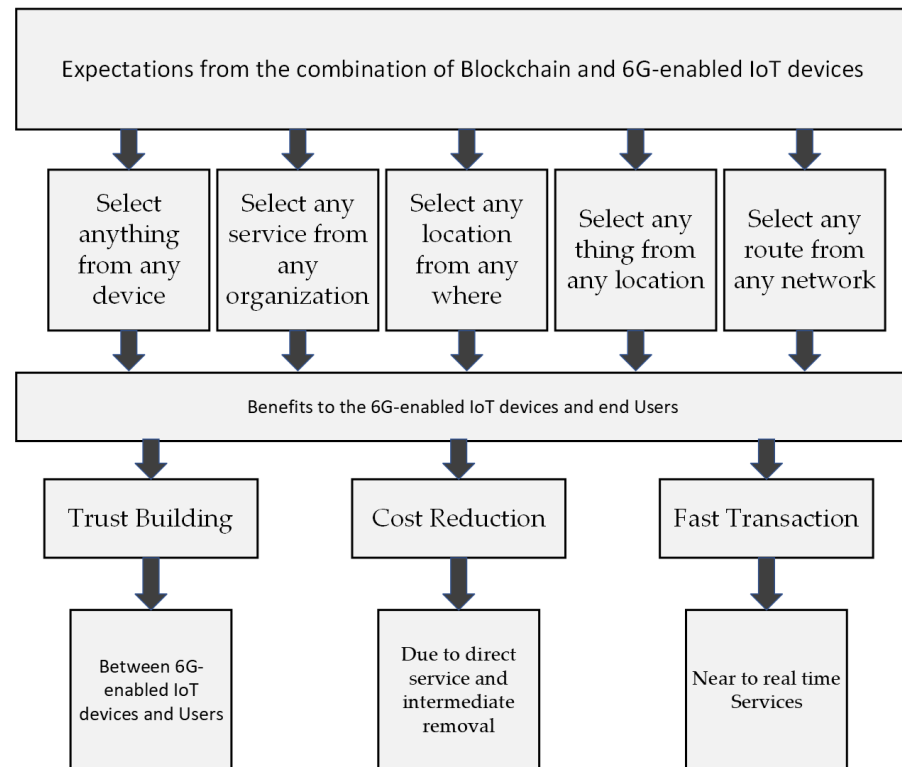 Expectations from the combination of Blockchain and 6G-enabled IoT devices
Select
anything
from any
device
Select any
service from
any
organization
Select any
location
from any
where
Select any
thing from
any location
Select any
route from
any network
Benefits to the 6G-enabled IoT devices and end Users
Trust Building
Cost Reduction
Fast Transaction
Between 6G-
enabled IoT
devices and Users
Due to direct
service and
intermediate
removal
Near to real time
Services